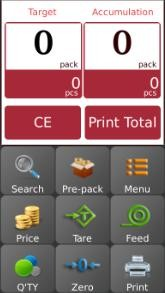 Target Accumulation
0 0
pack pack
0 0
pcs pcs
CE Print Total
Search Pre-pack Menu
Price Tare Feed
Q'TY Zero Print